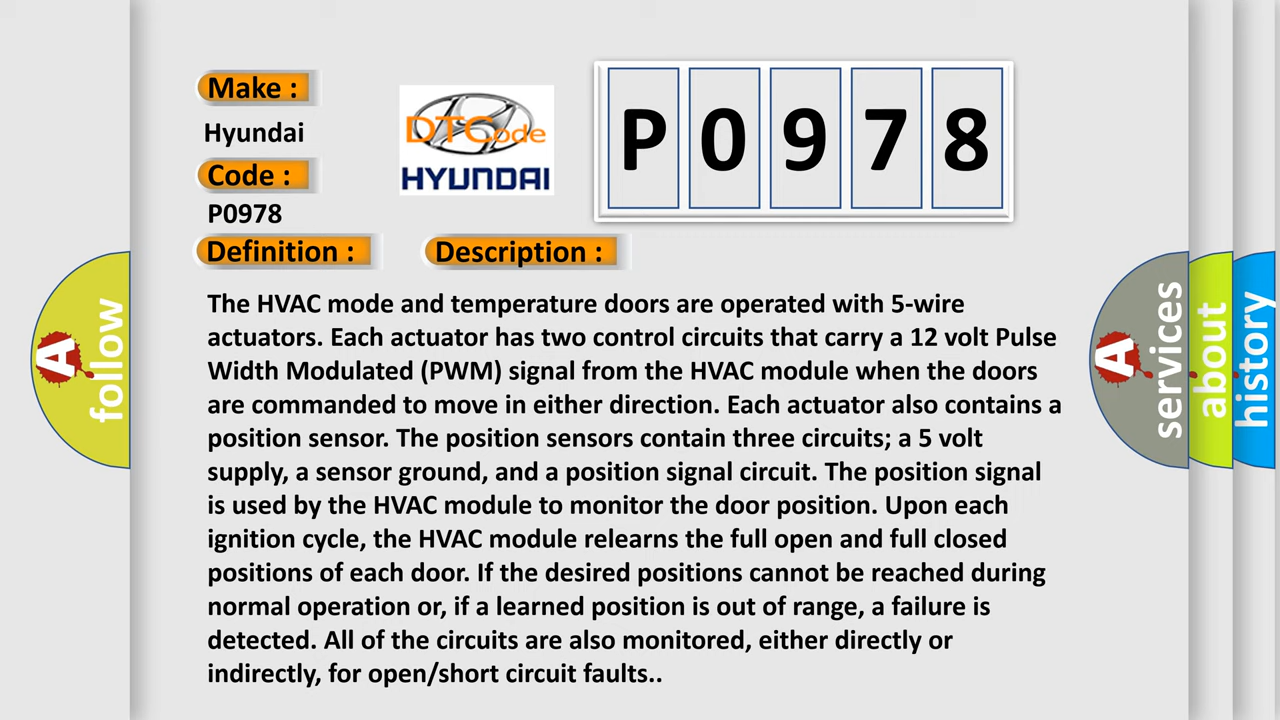 Make :
Hyundai
Code :
P0978
DTCode
HYUNDAI
P0978
Definition :
Description :
The HVAC mode and temperature doors are operated with 5-wire
actuators. Each actuator has two control circuits that carry a 12 volt Pulse
Width Modulated (PWM) signal from the HVAC module when the doors
are commanded to move in either direction. Each actuator also contains a
position sensor. The position sensors contain three circuits; a 5 volt
supply, a sensor ground, and a position signal circuit. The position signal
is used by the HVAC module to monitor the door position. Upon each
ignition cycle, the HVAC module relearns the full open and full closed
positions of each door. If the desired positions cannot be reached during
normal operation or, if a learned position is out of range, a failure is
detected. All of the circuits are also monitored, either directly or
indirectly, for open/short circuit faults..
A
follow
A
services
about
history